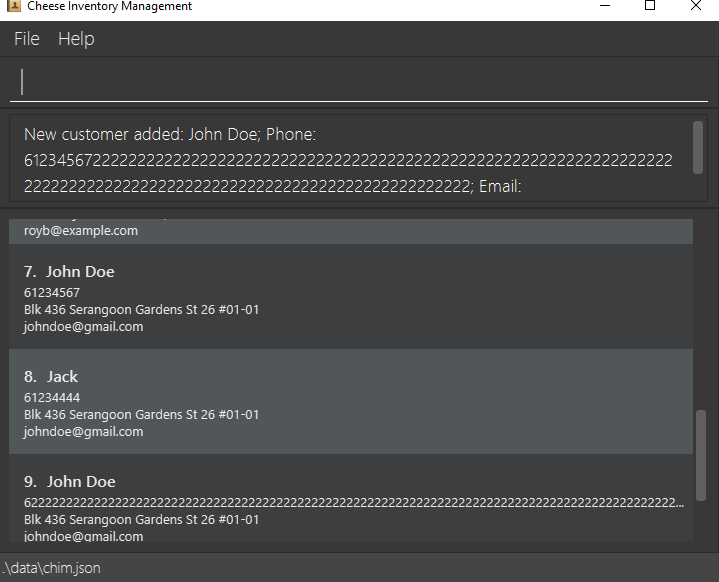 Cheese Inventory Management
File Help
New customer added: John Doe; Phone:
6123456722222222222222222222222222222222222222222222222222222222222222
222222222222222222222222222222222222222222222222; Email:
royb@example.com
7. John Doe
61234567
Blk 436 Serangoon Gardens St 26 #01-01
johndoe@gmail.com
8. Jack
61234444
Blk 436 Serangoon Gardens St 26 #01-01
johndoe@gmail.com
9. John Doe
622222222222222222222222222222222222222222222222222222222222222222222222222222222222222222222...
Blk 436 Serangoon Gardens St 26 #01-01
johndoe@gmail.com
.\data\chim.json